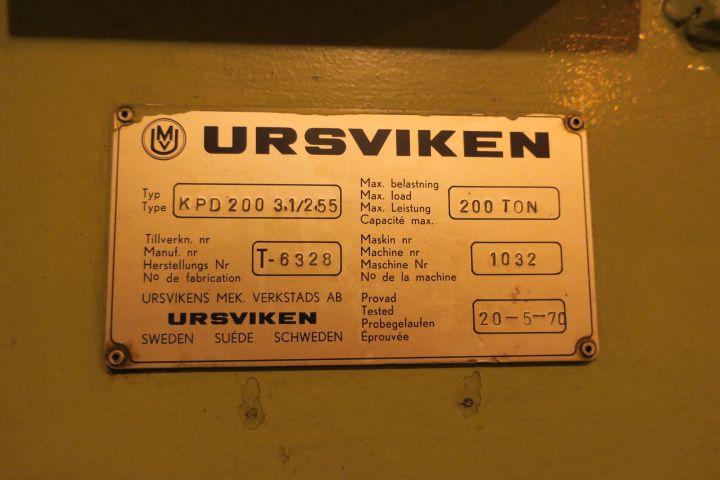 UMV URSVIKEN
Typ
Type
KPD 200 3.1/2.55
Max. belastning
Max. load
Max. Leistung
Capacité max.
200 TON
Tillverkn. nr
Manuf. nr
Herstellungs Nr
Nº de fabrication
T-6328
Maskin nr
Machine nr
Maschine Nr
Nº de la machine
1032
URSVIKENS MEK. VERKSTADS AB
URSVIKEN
SWEDEN SUÉDE SCHWEDEN
Provad
Tested
Probegelaufen
Éprouvée
20-5-70